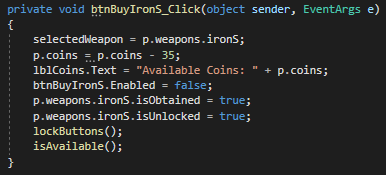 private void btnBuyIronS_Click(object sender, EventArgs e)
{
selectedWeapon = p.weapons.ironS;
p.coins = p.coins - 35;
lblCoins.Text = "Available Coins: " + p.coins;
btnBuyIronS.Enabled = false;
p.weapons.ironS.isObtained = true;
p.weapons.ironS.isUnlocked = true;
lockButtons();
isAvailable();
}